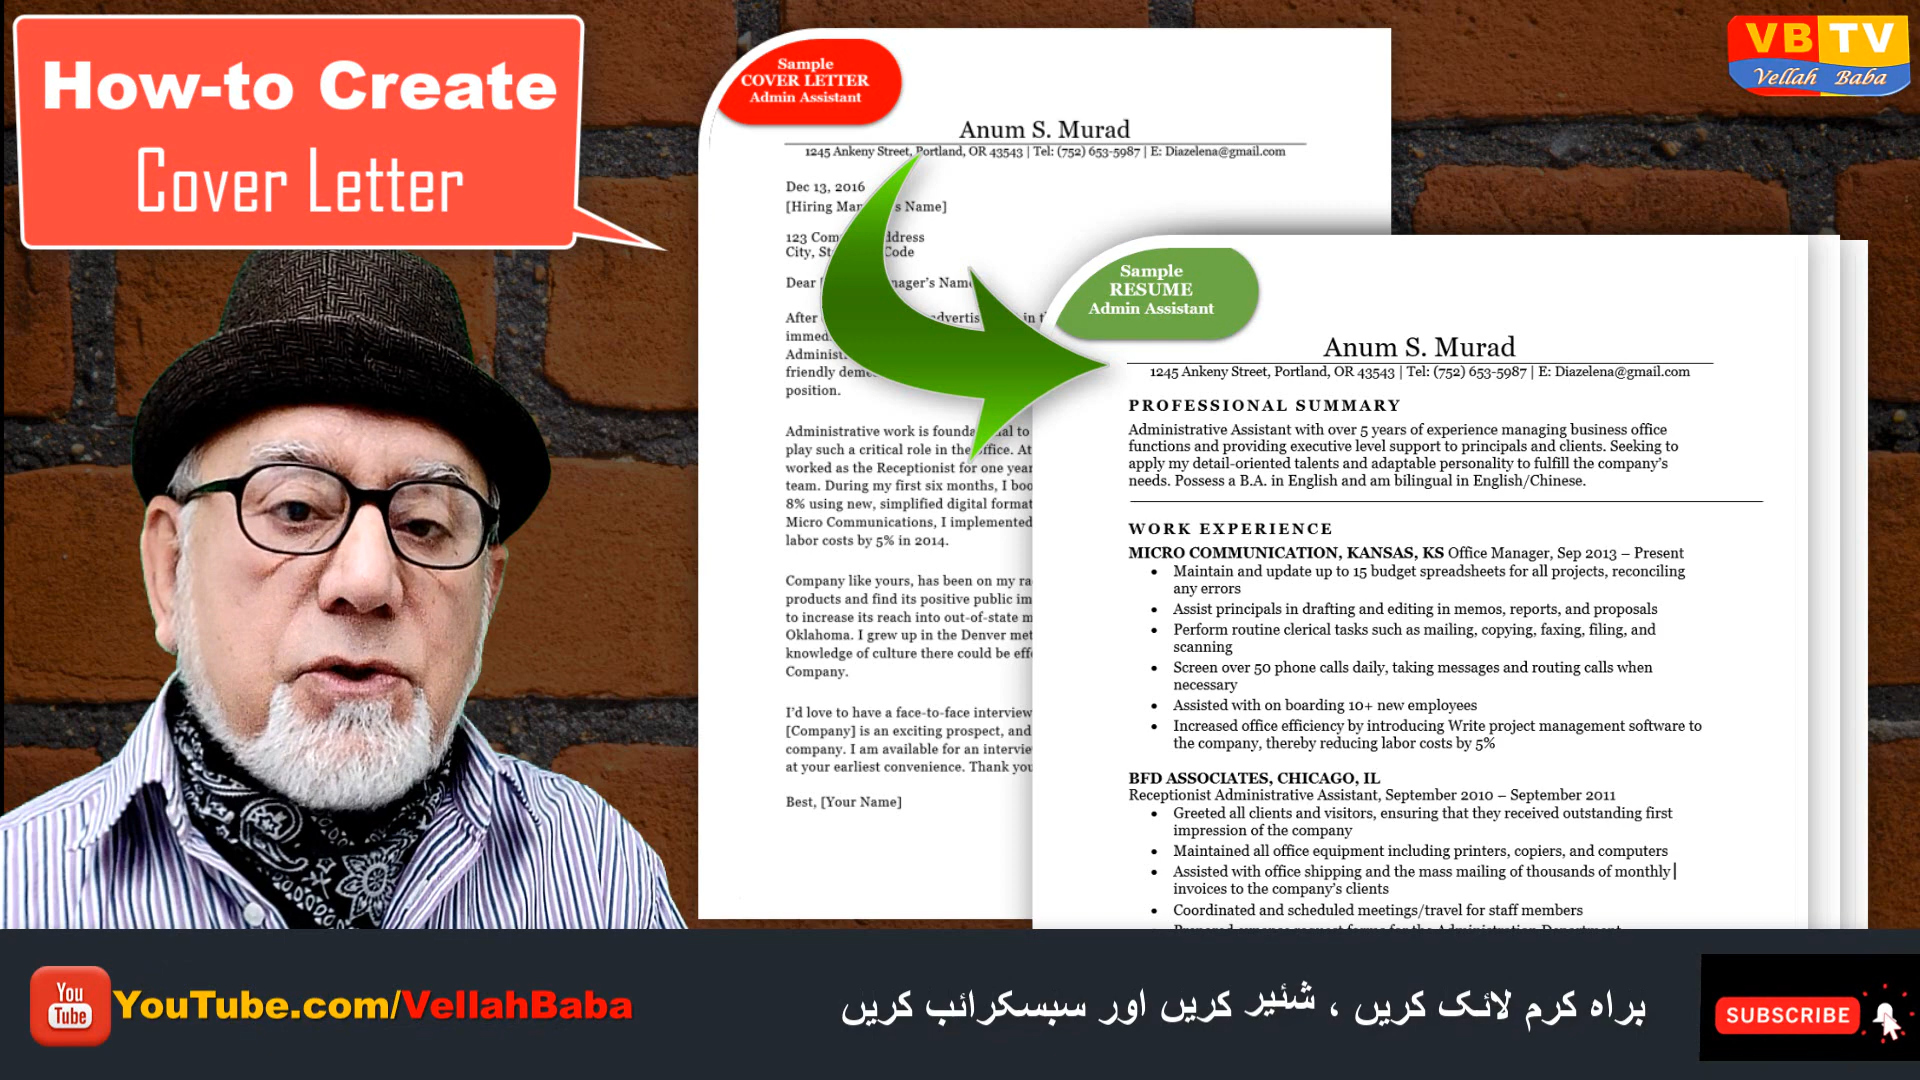 How-to Create
Cover Letter
VB TV
Vellah Baba
Sample
COVER LETTER
Admin Assistant
Anum S. Murad
1245 Ankeny Street, Portland, OR 43543 | Tel: (752) 653-5987 | E: Diazelena@gmail.com
Dec 13, 2016
[Hiring s Name]
123
City, Code
Dear ager's
After in
friendly
position.
Administrative work is to
play such a critical role in the At
worked as the Receptionist for one year
team. During my first six months, I
8% using new, simplified digital
Micro Communications, I implemented
labor costs by 5% in 2014.
Company like yours, has been on my
products and find its positive public
to increase its reach into out-of-state
Oklahoma. I grew up in the Denver
knowledge of culture there could be
Company.
I'd love to have a face-to-face interview
[Company] is an exciting prospect, and
company. I am available for an
at your earliest convenience. Thank
Best, [Your Name]
Sample
RESUME
Admin Assistant
Anum S. Murad
1245 Ankeny Street, Portland, OR 43543 | Tel: (752) 653-5987 | E: Diazelena@gmail.com
PROFESSIONAL SUMMARY
Administrative Assistant with over 5 years of experience managing business office
functions and providing executive level support to principals and clients. Seeking to
apply my detail-oriented talents and adaptable personality to fulfill the company's
needs. Possess a B.A. in English and am bilingual in English/Chinese.
WORK EXPERIENCE
MICRO COMMUNICATION, KANSAS, KS Office Manager, Sep 2013 – Present
• Maintain and update up to 15 budget spreadsheets for all projects, reconciling
any errors
• Assist principals in drafting and editing in memos, reports, and proposals
• Perform routine clerical tasks such as mailing, copying, faxing, filing, and
scanning
• Screen over 50 phone calls daily, taking messages and routing calls when
necessary
• Assisted with on boarding 10+ new employees
• Increased office efficiency by introducing Write project management software to
the company, thereby reducing labor costs by 5%
BFD ASSOCIATES, CHICAGO, IL
Receptionist Administrative Assistant, September 2010 – September 2011
• Greeted all clients and visitors, ensuring that they received outstanding first
impression of the company
• Maintained all office equipment including printers, copiers, and computers
• Assisted with office shipping and the mass mailing of thousands of monthly
invoices to the company's clients
• Coordinated and scheduled meetings/travel for staff members
You
Tube
YouTube.com/VellahBaba
براہ کرم لائک کریں ، شئیر کریں اور سبسکرائب کریں
SUBSCRIBE